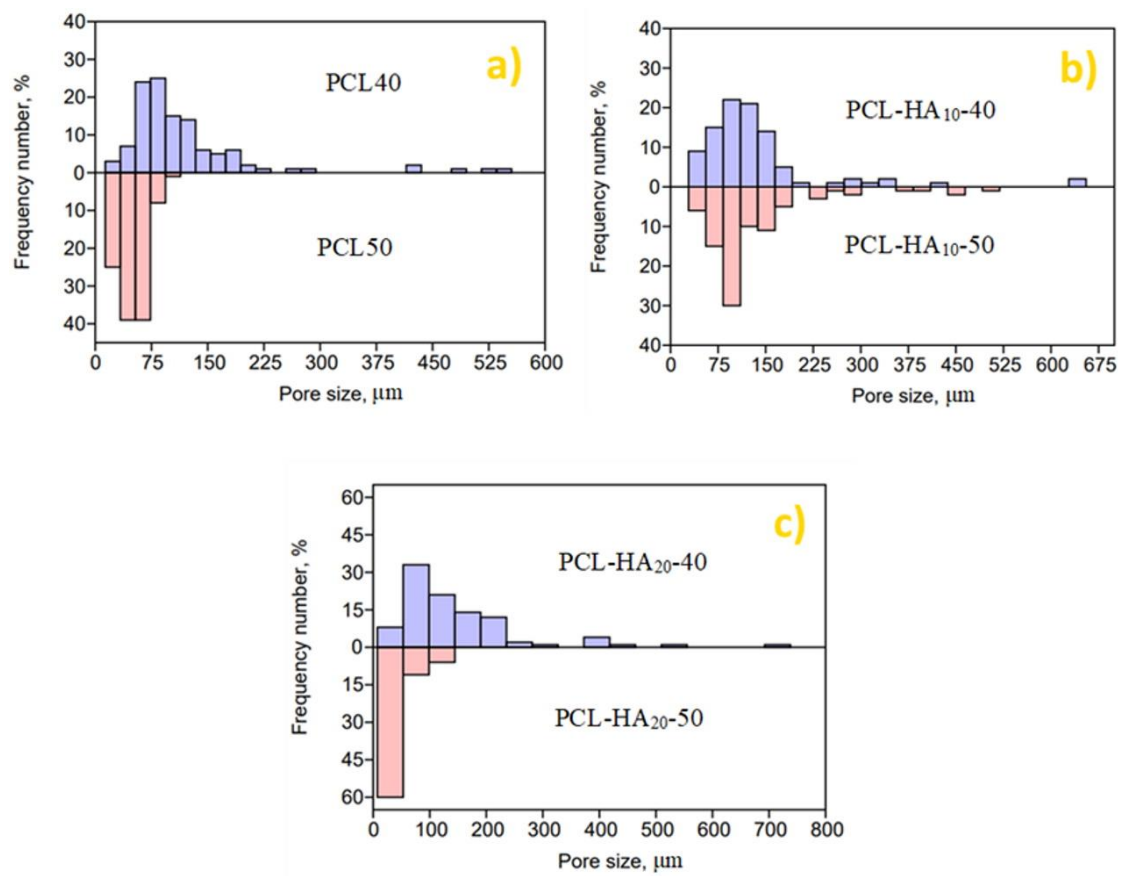 a)
Frequency number, %
40
30
20
10
0
10
20
30
40
PCL40
PCL50
0 75 150 225 300 375 450 525 600
Pore size, μm
b)
Frequency number, %
40
30
20
10
0
10
20
30
40
PCL-HA₁₀-40
PCL-HA₁₀-50
0 75 150 225 300 375 450 525 600 675
Pore size, μm
c)
Frequency number, %
60
45
30
15
0
15
30
45
60
PCL-HA₂₀-40
PCL-HA₂₀-50
0 100 200 300 400 500 600 700 800
Pore size, μm